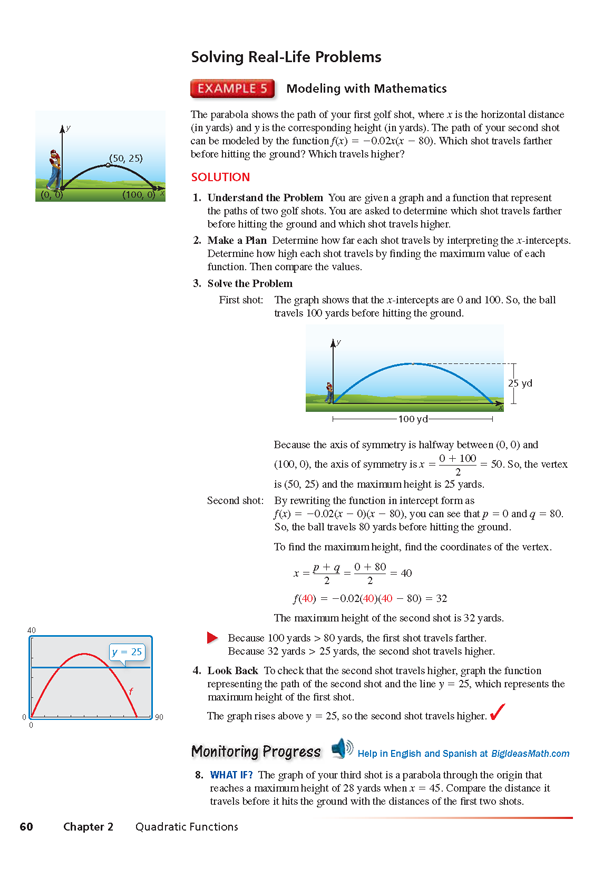 Solving Real-Life Problems
EXAMPLE 5 Modeling with Mathematics
The parabola shows the path of your first golf shot, where x is the horizontal distance
(in yards) and y is the corresponding height (in yards). The path of your second shot
can be modeled by the function f(x) = −0.02x(x − 80). Which shot travels farther
before hitting the ground? Which travels higher?
y
(50, 25)
(0, 0)
(100, 0)
x
SOLUTION
1. Understand the Problem You are given a graph and a function that represent
the paths of two golf shots. You are asked to determine which shot travels farther
before hitting the ground and which shot travels higher.
2. Make a Plan Determine how far each shot travels by interpreting the x-intercepts.
Determine how high each shot travels by finding the maximum value of each
function. Then compare the values.
3. Solve the Problem
First shot: The graph shows that the x-intercepts are 0 and 100. So, the ball
travels 100 yards before hitting the ground.
y
25 yd
x
100 yd
Because the axis of symmetry is halfway between (0, 0) and
(100, 0), the axis of symmetry is x = (0 + 100)/2 = 50. So, the vertex
is (50, 25) and the maximum height is 25 yards.
Second shot: By rewriting the function in intercept form as
f(x) = −0.02(x − 0)(x − 80), you can see that p = 0 and q = 80.
So, the ball travels 80 yards before hitting the ground.
To find the maximum height, find the coordinates of the vertex.
x = (p + q)/2 = (0 + 80)/2 = 40
f(40) = −0.02(40)(40 − 80) = 32
The maximum height of the second shot is 32 yards.
Because 100 yards > 80 yards, the first shot travels farther.
Because 32 yards > 25 yards, the second shot travels higher.
40
y = 25
f
0
90
0
4. Look Back To check that the second shot travels higher, graph the function
representing the path of the second shot and the line y = 25, which represents the
maximum height of the first shot.
The graph rises above y = 25, so the second shot travels higher. ✓
Monitoring Progress Help in English and Spanish at BigIdeasMath.com
8. WHAT IF? The graph of your third shot is a parabola through the origin that
reaches a maximum height of 28 yards when x = 45. Compare the distance it
travels before it hits the ground with the distances of the first two shots.
60 Chapter 2 Quadratic Functions